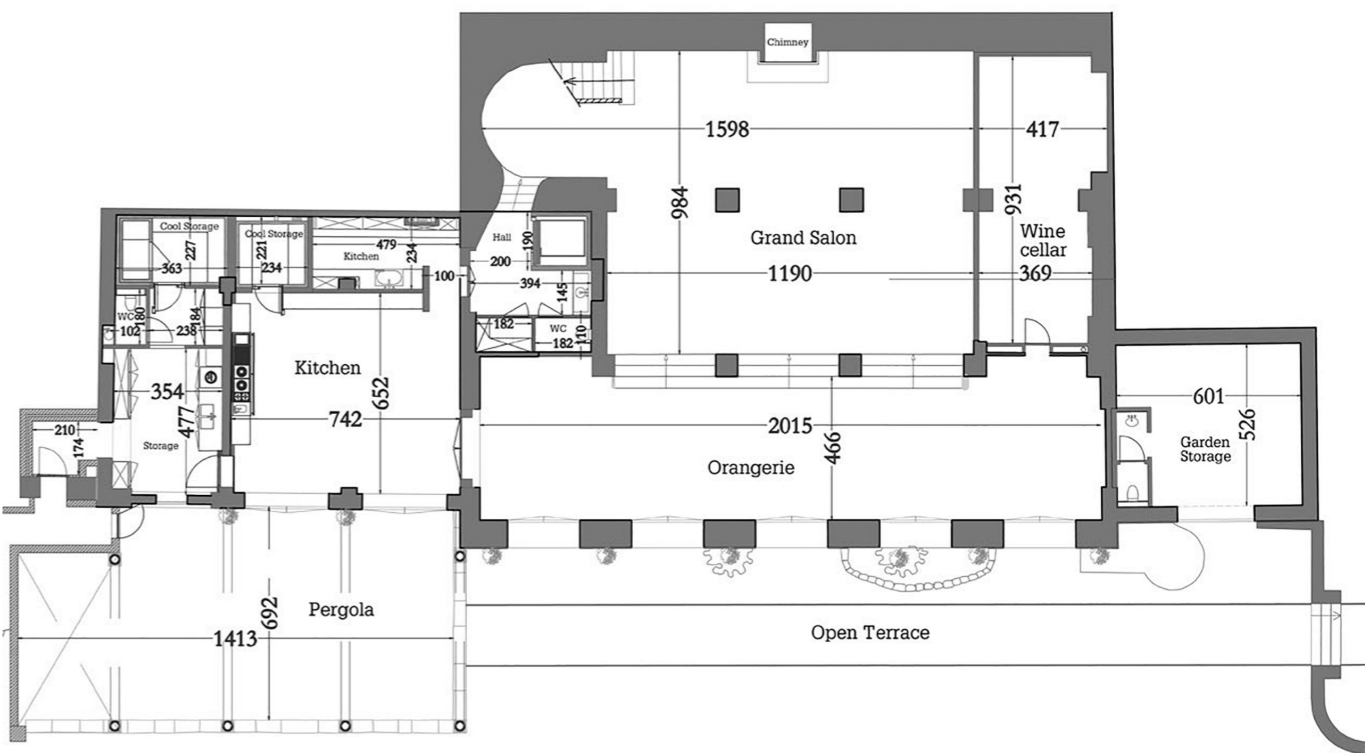 Chimney
1598
417
984
931
Grand Salon
Wine
cellar
1190
369
Cool Storage
227
363
Cool Storage
221
234
479
Kitchen
234
100
Hall
190
200
394
145
182
WC
182
110
WC
180
102
184
238
354
477
Storage
210
174
Kitchen
652
742
2015
466
Orangerie
601
526
Garden
Storage
692
Pergola
1413
Open Terrace